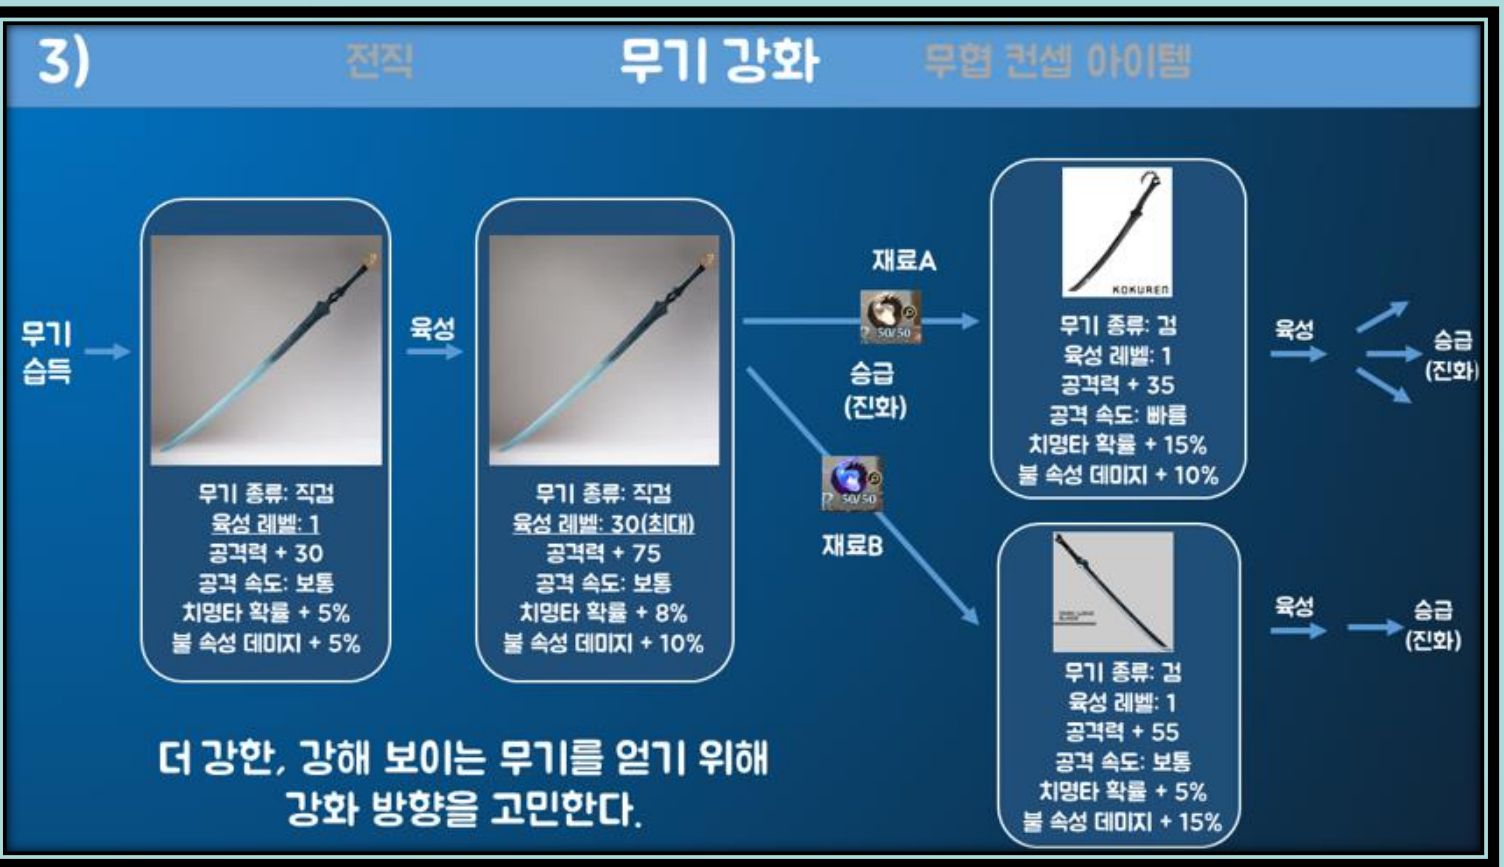 3)
전직
무기 강화
무협 컨셉 아이템
무기
습득
무기 종류: 직검
육성 레벨: 1
공격력 + 30
공격 속도: 보통
치명타 확률 + 5%
불 속성 데미지 + 5%
육성
무기 종류: 직검
육성 레벨: 30(최대)
공격력 + 75
공격 속도: 보통
치명타 확률 + 8%
불 속성 데미지 + 10%
재료A
50/50
승급
(진화)
50/50
재료B
KOKUREN
무기 종류: 검
육성 레벨: 1
공격력 + 35
공격 속도: 빠름
치명타 확률 + 15%
불 속성 데미지 + 10%
육성
승급
(진화)
무기 종류: 검
육성 레벨: 1
공격력 + 55
공격 속도: 보통
치명타 확률 + 5%
불 속성 데미지 + 15%
육성
승급
(진화)
더 강한, 강해 보이는 무기를 얻기 위해
강화 방향을 고민한다.